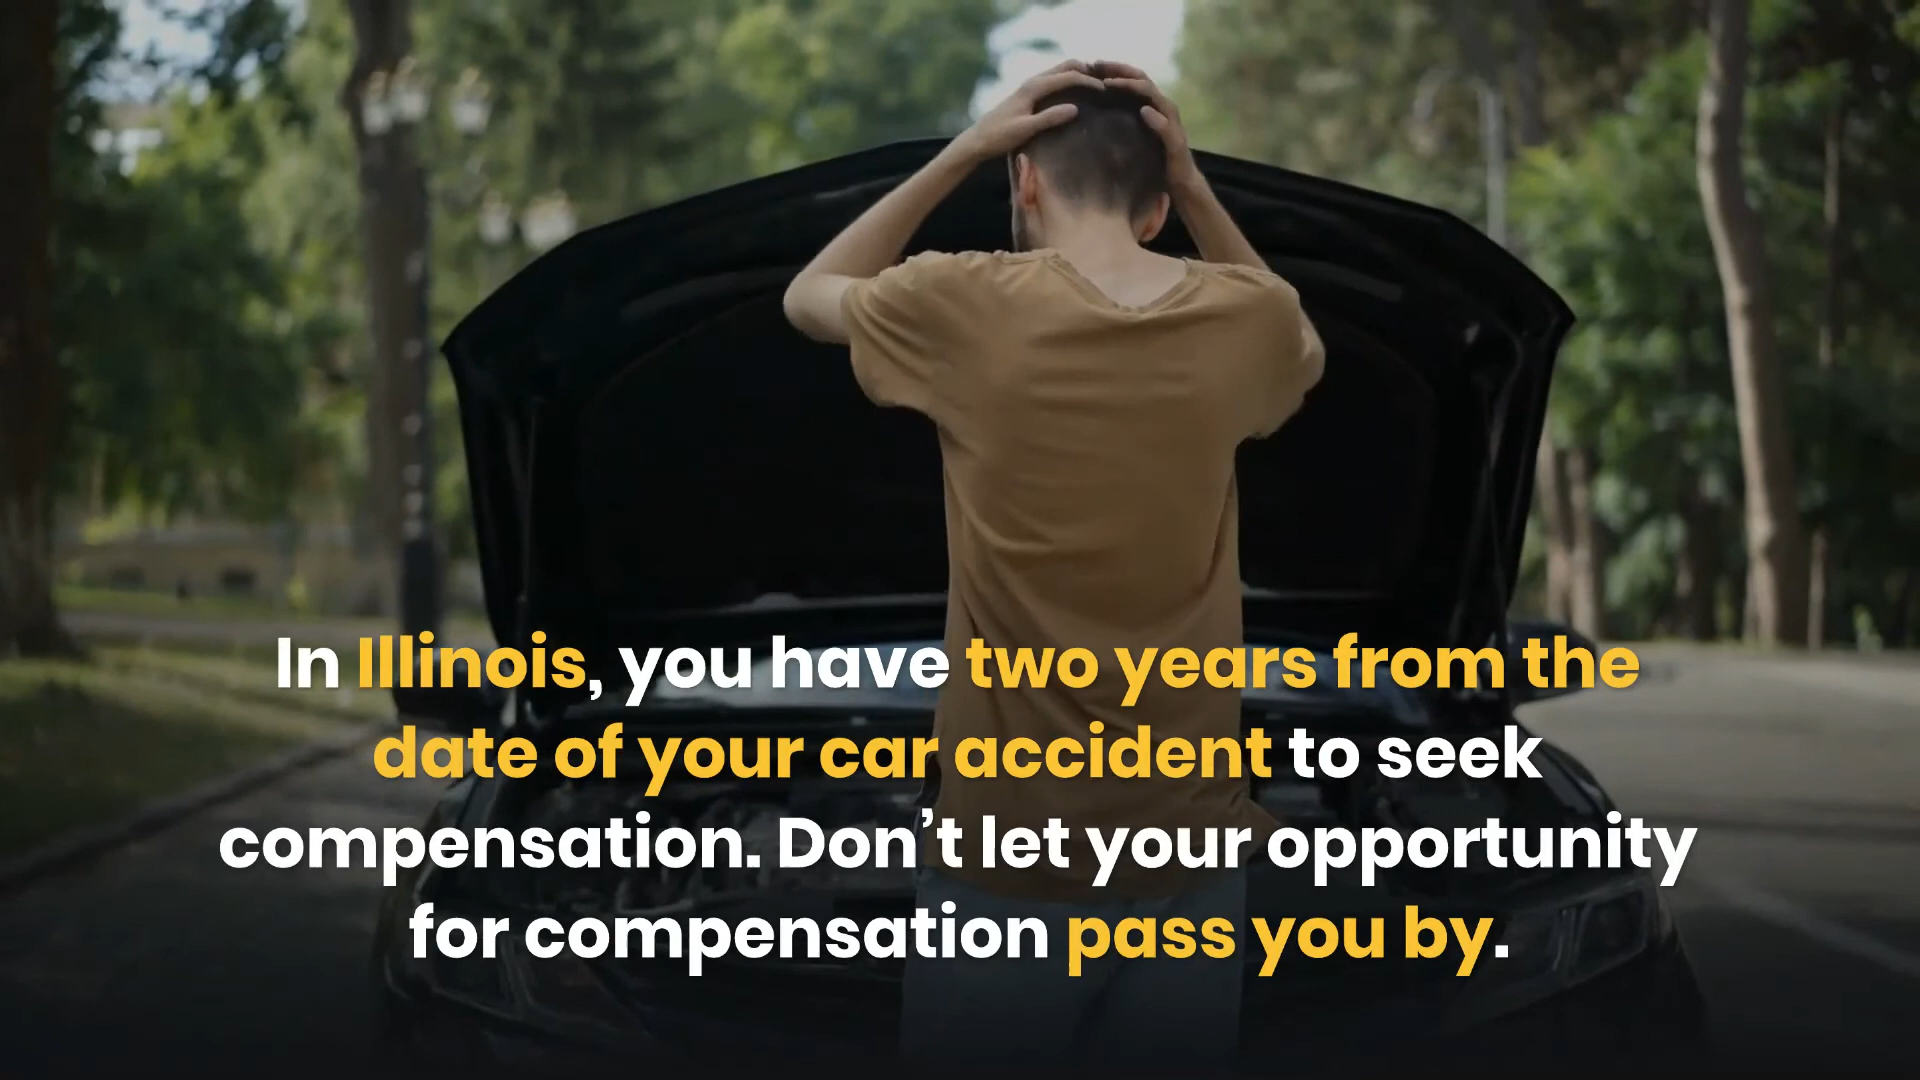 In Illinois, you have two years from the
date of your car accident to seek
compensation. Don’t let your opportunity
for compensation pass you by.